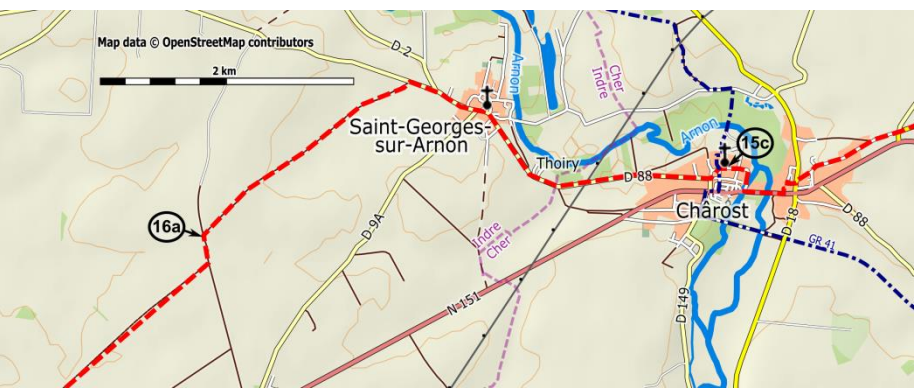 Map data © OpenStreetMap contributors
2 km
D-2
Arnon
Cher
Indre
Saint-Georges-
sur-Arnon
Thoiry
Arnon
15c
D 88
Chârost
16a
D-9A
Indre
Cher
N 151
D-149
D-18
D-88
GR 41